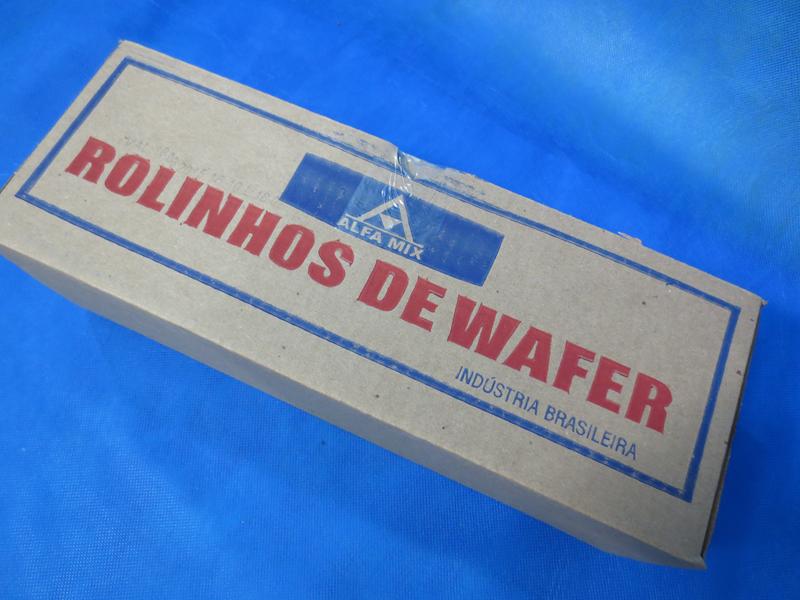 ALFA MIX
ROLINHOS DE WAFER
INDÚSTRIA BRASILEIRA